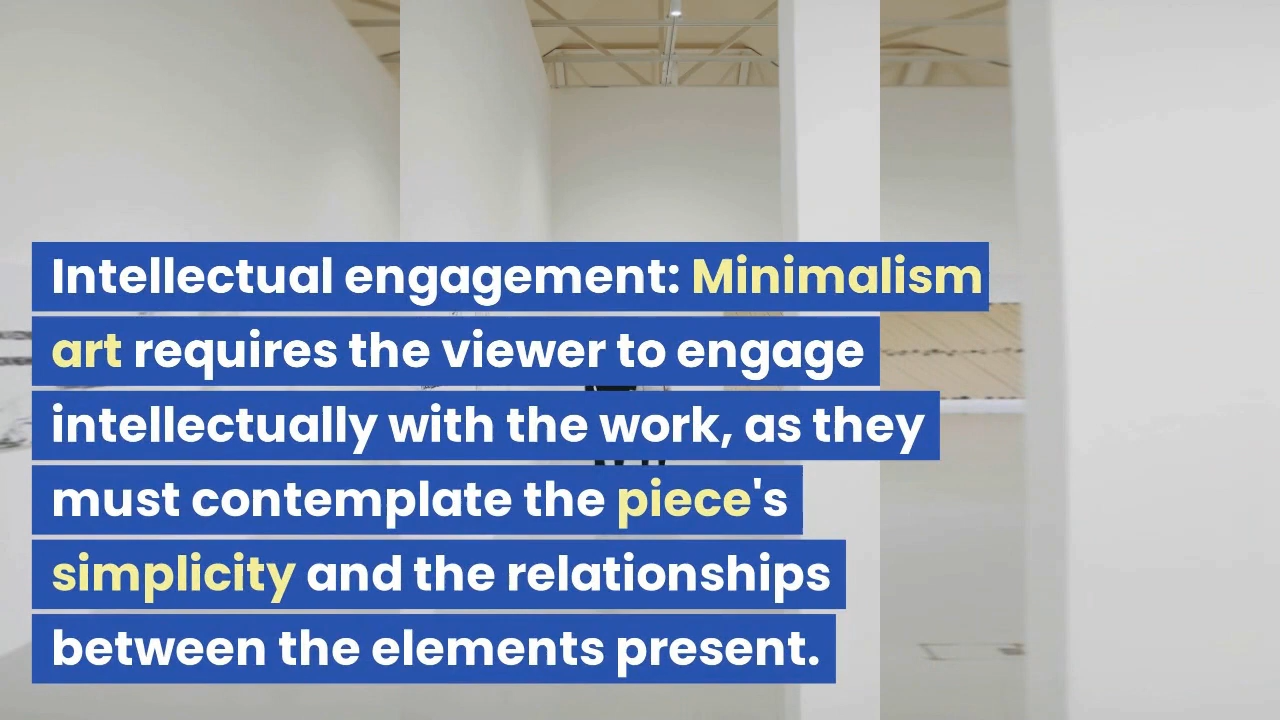 Intellectual engagement: Minimalism
art requires the viewer to engage
intellectually with the work, as they
must contemplate the piece's
simplicity and the relationships
between the elements present.